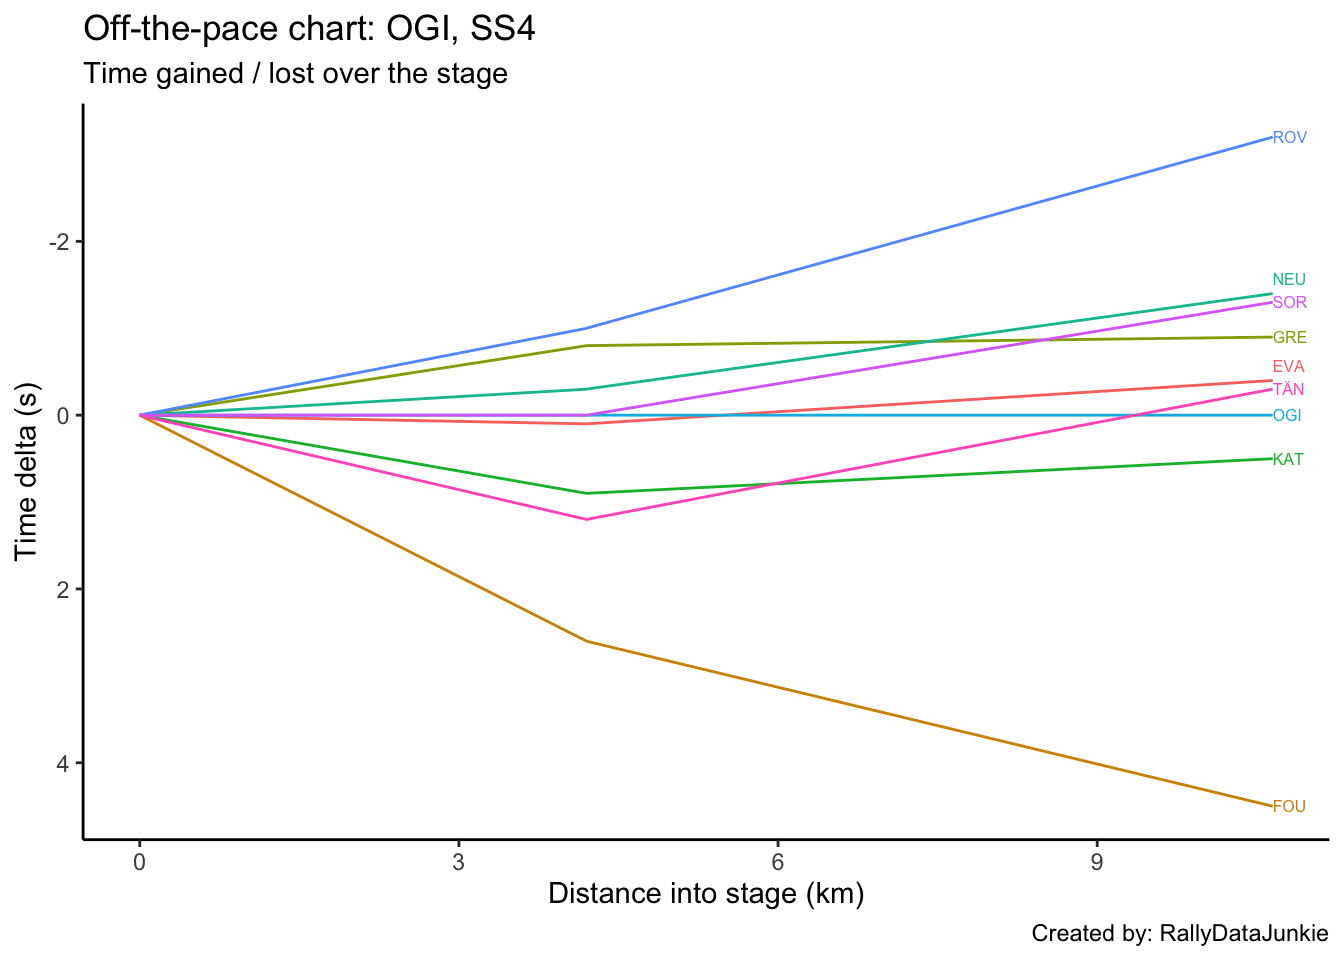 Off-the-pace chart: OGI, SS4
Time gained / lost over the stage
Time delta (s)
-2
0
2
4
ROV
NEU
SOR
GRE
EVA
TÄN
OGI
KAT
FOU
0 3 6 9
Distance into stage (km)
Created by: RallyDataJunkie